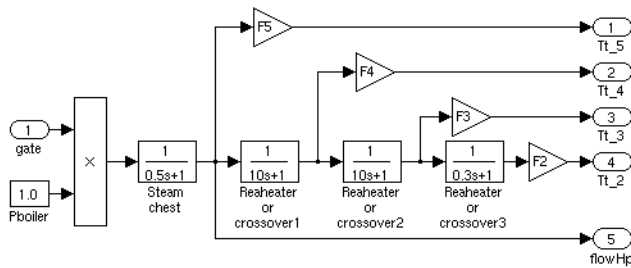 F5
1
Tt_5
F4
2
Tt_4
F3
3
Tt_3
1
gate
×
1
0.5s+1
Steam
chest
1
10s+1
Reaheater
or
crossover1
1
10s+1
Reaheater
or
crossover2
1
0.3s+1
Reaheater
or
crossover3
F2
4
Tt_2
1.0
Pboiler
5
flowHp